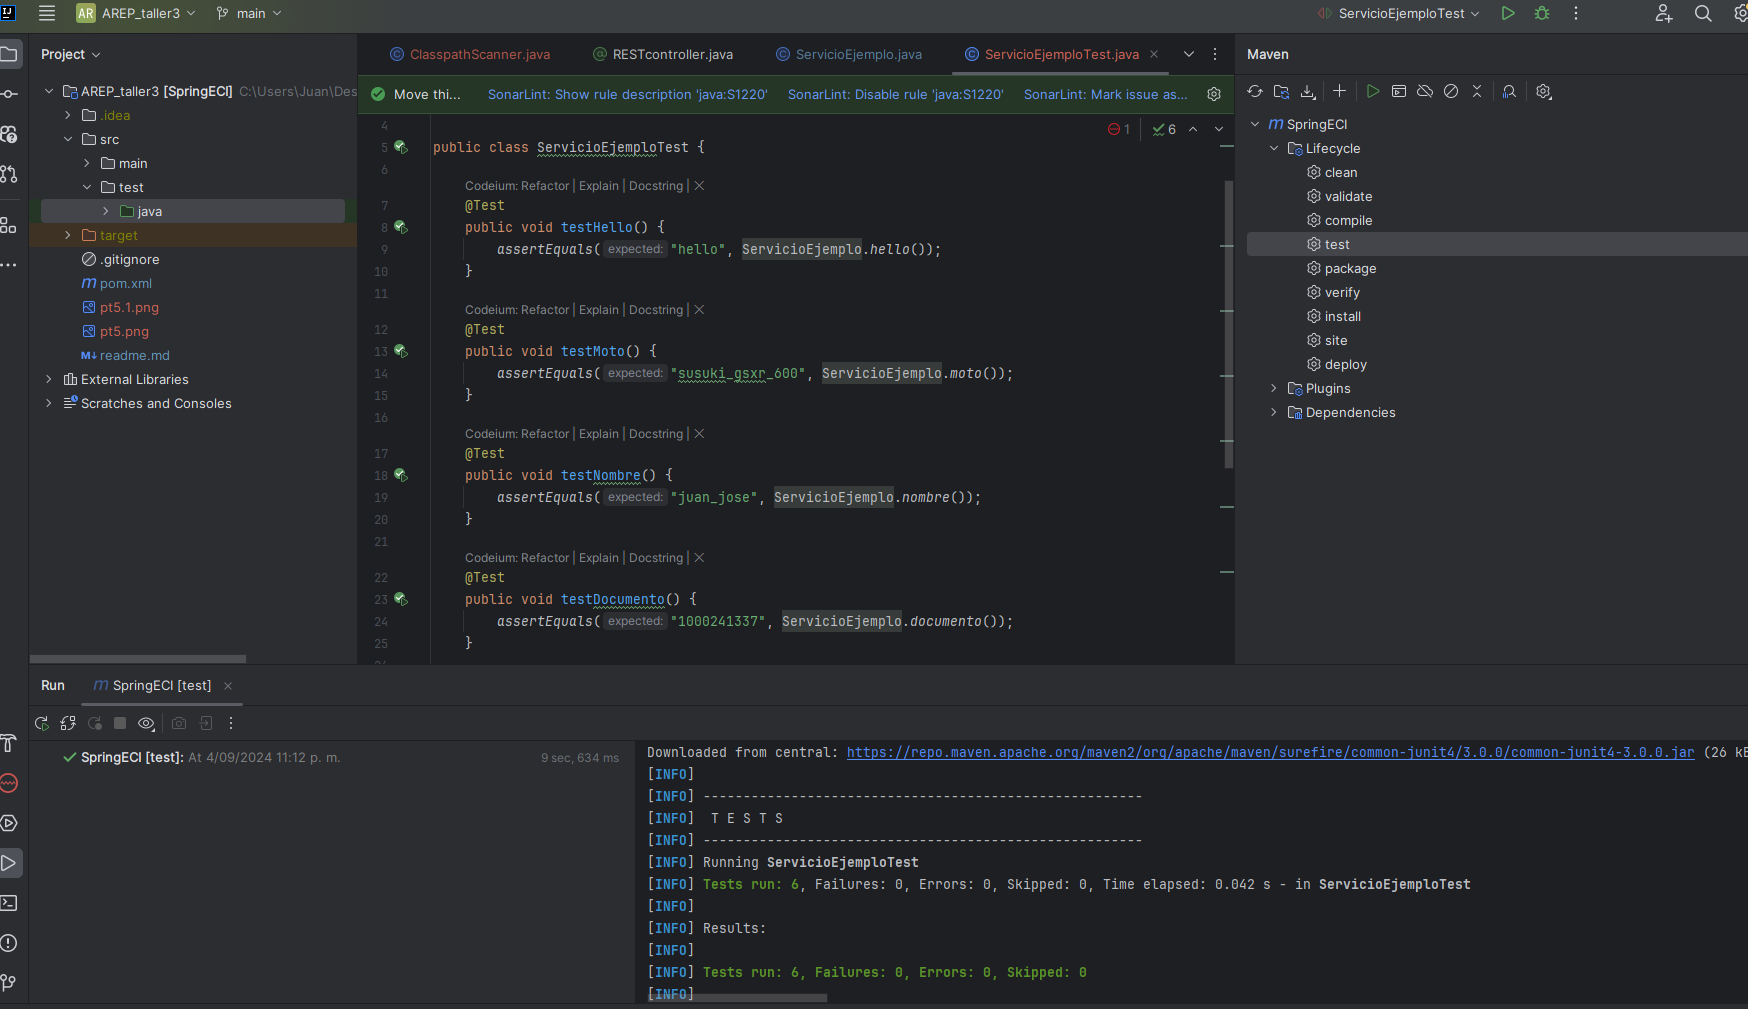 AR AREP_taller3 main ServicioEjemploTest
Project
AREP_taller3 [SpringECI] C:\Users\Juan\Des
.idea
src
main
test
java
target
.gitignore
pom.xml
pt5.1.png
pt5.png
readme.md
External Libraries
Scratches and Consoles
ClasspathScanner.java RESTcontroller.java ServicioEjemplo.java ServicioEjemploTest.java
Move thi... SonarLint: Show rule description 'java:S1220' SonarLint: Disable rule 'java:S1220' SonarLint: Mark issue as...
1 6
4
5 public class ServicioEjemploTest {
6
Codeium: Refactor | Explain | Docstring | X
7 @Test
8 public void testHello() {
9 assertEquals( expected: "hello", ServicioEjemplo.hello());
10 }
11
Codeium: Refactor | Explain | Docstring | X
12 @Test
13 public void testMoto() {
14 assertEquals( expected: "susuki_gsxr_600", ServicioEjemplo.moto());
15 }
16
Codeium: Refactor | Explain | Docstring | X
17 @Test
18 public void testNombre() {
19 assertEquals( expected: "juan_jose", ServicioEjemplo.nombre());
20 }
21
Codeium: Refactor | Explain | Docstring | X
22 @Test
23 public void testDocumento() {
24 assertEquals( expected: "1000241337", ServicioEjemplo.documento());
25 }
Maven
SpringECI
Lifecycle
clean
validate
compile
test
package
verify
install
site
deploy
Plugins
Dependencies
Run SpringECI [test]
SpringECI [test]: At 4/09/2024 11:12 p. m. 9 sec, 634 ms
Downloaded from central: https://repo.maven.apache.org/maven2/org/apache/maven/surefire/common-junit4/3.0.0/common-junit4-3.0.0.jar (26 kB
[INFO]
[INFO] -------------------------------------------------------
[INFO]  T E S T S
[INFO] -------------------------------------------------------
[INFO] Running ServicioEjemploTest
[INFO] Tests run: 6, Failures: 0, Errors: 0, Skipped: 0, Time elapsed: 0.042 s - in ServicioEjemploTest
[INFO]
[INFO] Results:
[INFO]
[INFO] Tests run: 6, Failures: 0, Errors: 0, Skipped: 0
[INFO]